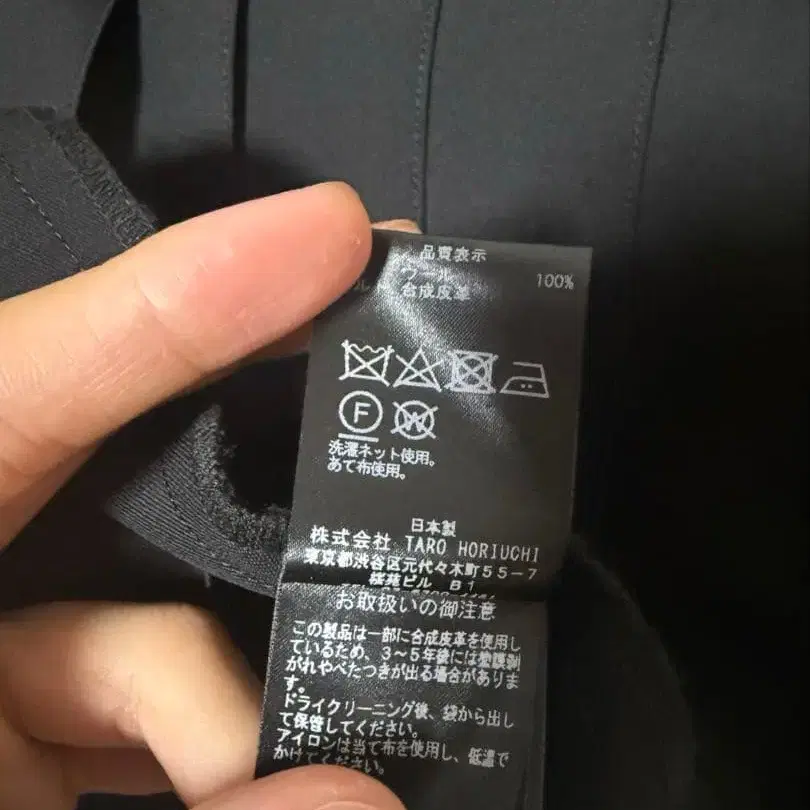 品質表示
ウール 100%
合成皮革
F W
洗濯ネット使用。
あて布使用。
日本製
株式会社 TARO HORIUCHI
東京都渋谷区元代々木町55-7
桜苑ビル B1
お取扱いの御注意
この製品は一部に合成皮革を使用し
ているため、3～5年後には塗膜剥
がれやべたつきが出る場合がありま
す。
ドライクリーニング後、袋から出し
て保管してください。
アイロンは当て布を使用し、低温で
かけてください。